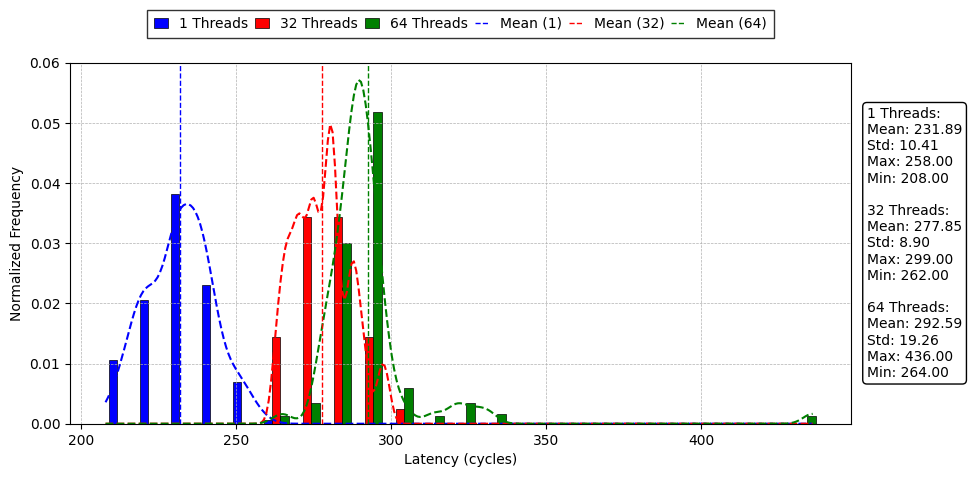 1 Threads 32 Threads 64 Threads Mean (1) Mean (32) Mean (64)
Normalized Frequency
0.06
0.05
0.04
0.03
0.02
0.01
0.00
200 250 300 350 400
Latency (cycles)
1 Threads:
Mean: 231.89
Std: 10.41
Max: 258.00
Min: 208.00
32 Threads:
Mean: 277.85
Std: 8.90
Max: 299.00
Min: 262.00
64 Threads:
Mean: 292.59
Std: 19.26
Max: 436.00
Min: 264.00